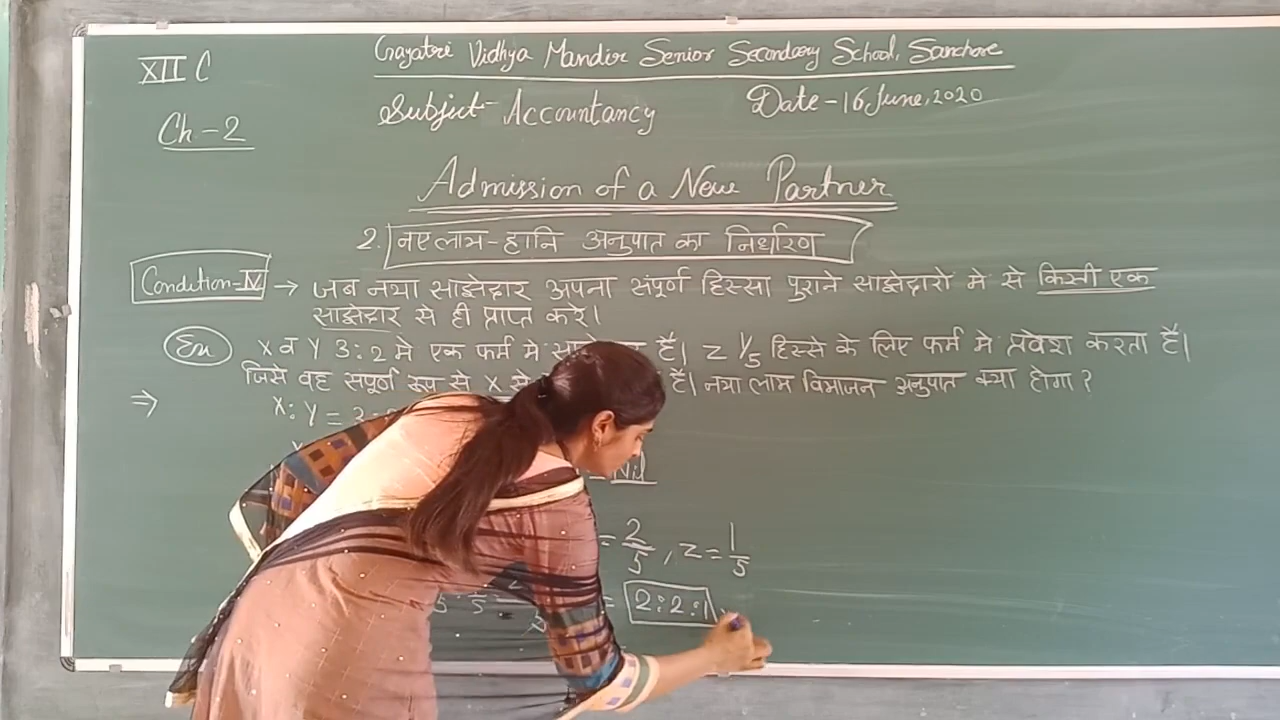 XII C
Gayatri Vidhya Mandir Senior Secondary School, Sanchore
Ch-2
Subject-Accountancy
Date-16, June, 2020
Admission of a New Partner
2. नए लाभ-हानि अनुपात का निर्धारण
Condition-IV → जब नया साझेदार अपना संपूर्ण हिस्सा पुराने साझेदारो मे से किसी एक
साझेदार से ही प्राप्त करे।
Ex X व Y 3:2 मे एक फर्म मे है। Z 1/5 हिस्से के लिए फर्म मे प्रवेश करता है।
जिसे वह संपूर्ण रूप से X से है। नया लाभ विभाजन अनुपात क्या होगा?
⇒ X:Y = 3:
Nil
= 2/5, Z = 1/5
= 2:2:1